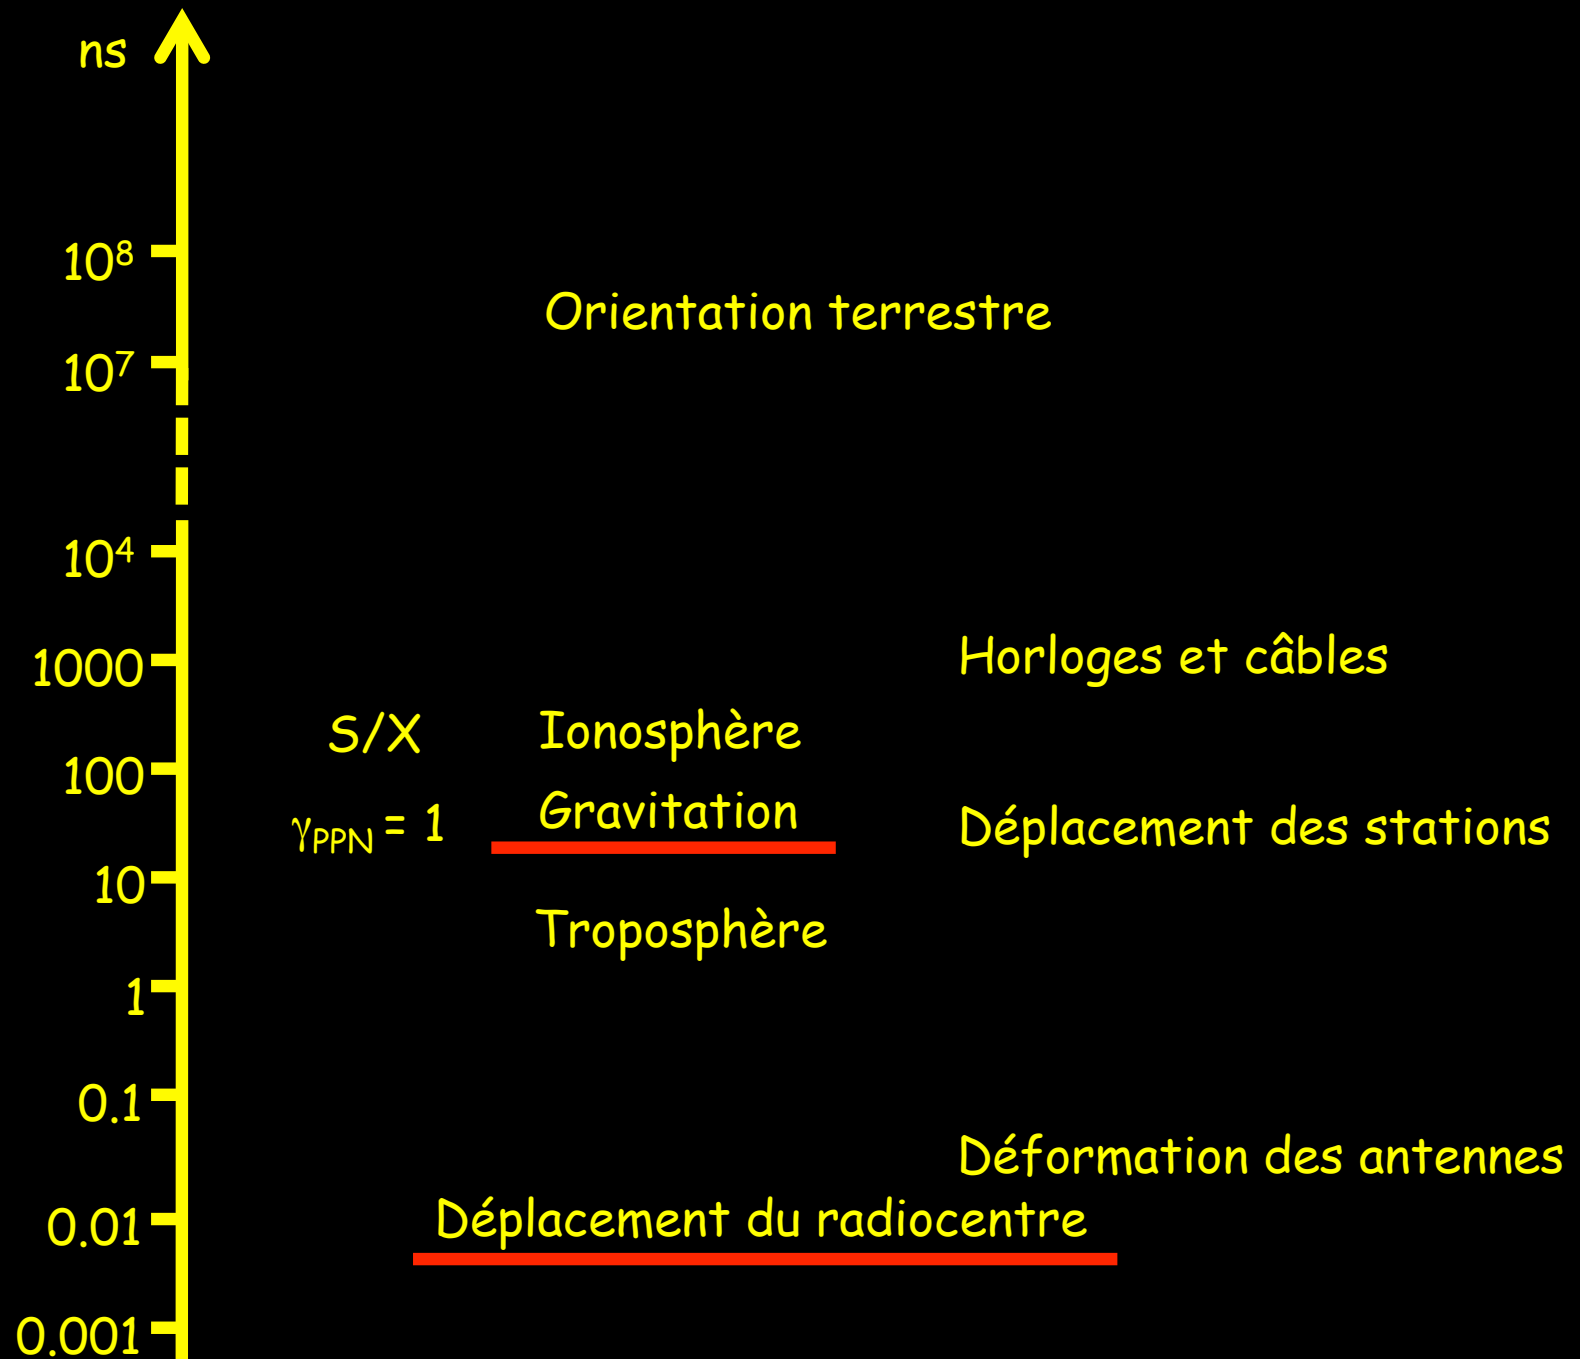 ns
10⁸
Orientation terrestre
10⁷
10⁴
1000
Horloges et câbles
S/X Ionosphère
100
Gravitation
γPPN = 1
Déplacement des stations
10
Troposphère
1
0.1
Déformation des antennes
Déplacement du radiocentre
0.01
0.001